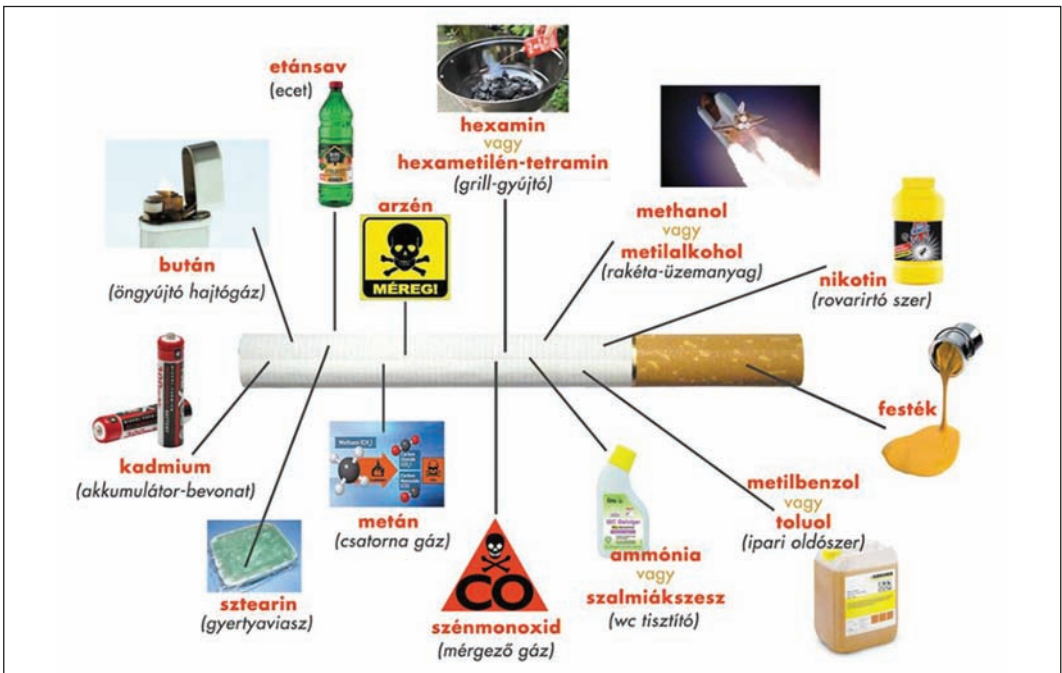 etánsav
(ecet)
hexamin
vagy
hexametilén-tetramin
(grill-gyújtó)
methanol
vagy
metilalkohol
(rakéta-üzemanyag)
arzén
MÉREG!
bután
(öngyújtó hajtógáz)
nikotin
(rovarirtó szer)
festék
kadmium
(akkumulátor-bevonat)
metán
(csatorna gáz)
sztearin
(gyertyaviasz)
CO
szénmonoxid
(mérgező gáz)
WC Reiniger
ammónia
vagy
szalmiákszesz
(wc tisztító)
metilbenzol
vagy
toluol
(ipari oldószer)